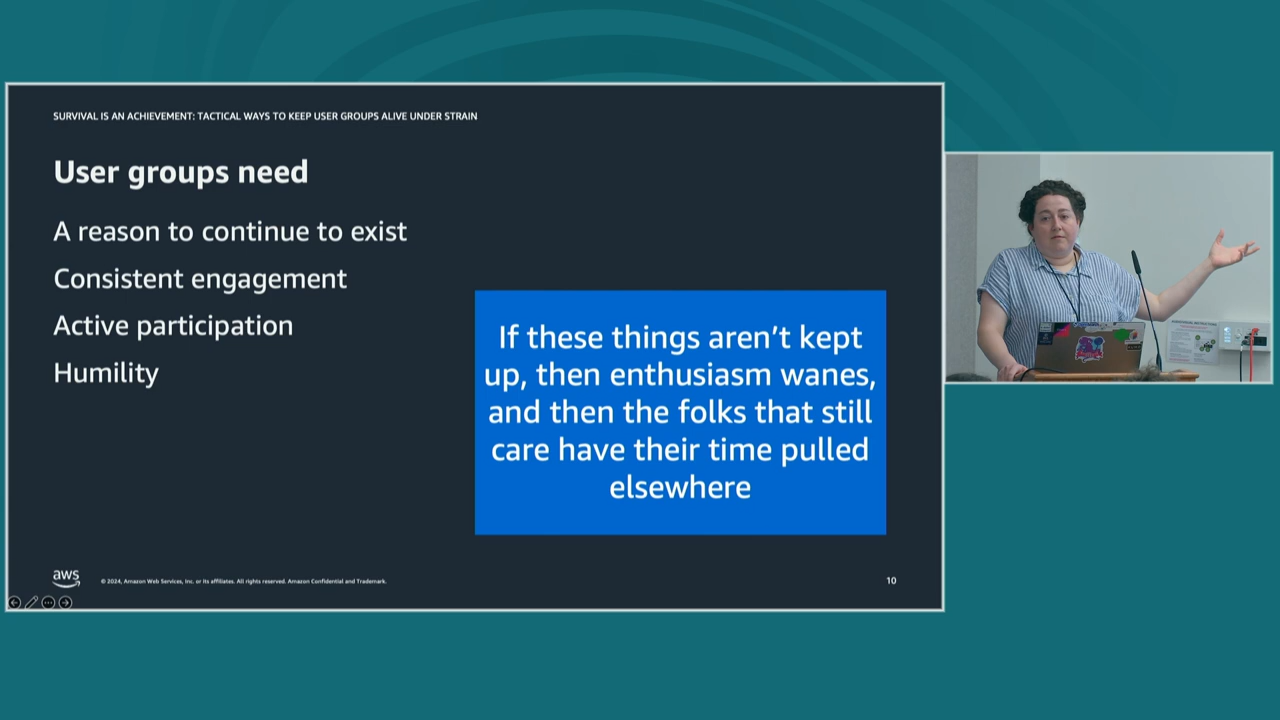 SURVIVAL IS AN ACHIEVEMENT: TACTICAL WAYS TO KEEP USER GROUPS ALIVE UNDER STRAIN
User groups need
A reason to continue to exist
Consistent engagement
Active participation
Humility
If these things aren’t kept
up, then enthusiasm wanes,
and then the folks that still
care have their time pulled
elsewhere
aws
© 2024, Amazon Web Services, Inc. or its affiliates. All rights reserved. Amazon Confidential and Trademark.
10